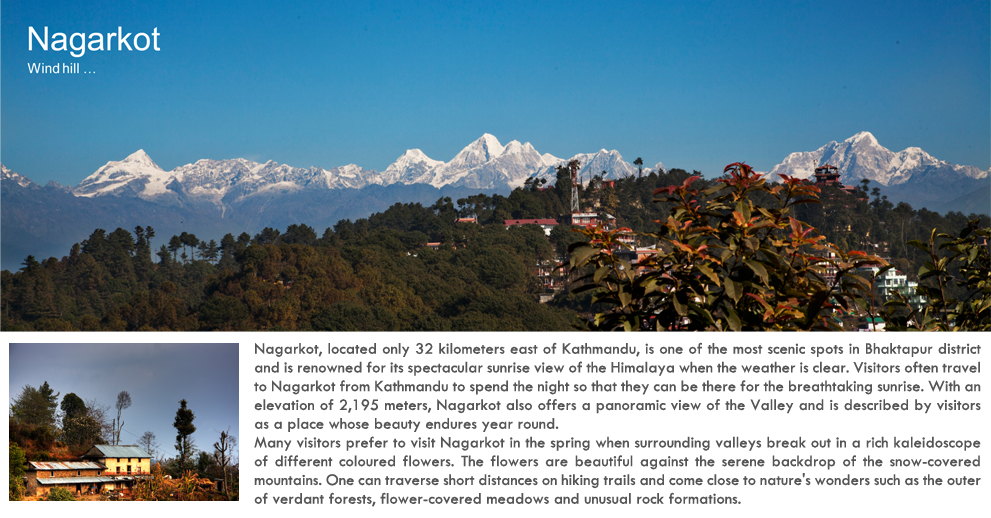 Nagarkot
Wind hill ...
Nagarkot, located only 32 kilometers east of Kathmandu, is one of the most scenic spots in Bhaktapur district
and is renowned for its spectacular sunrise view of the Himalaya when the weather is clear. Visitors often travel
to Nagarkot from Kathmandu to spend the night so that they can be there for the breathtaking sunrise. With an
elevation of 2,195 meters, Nagarkot also offers a panoramic view of the Valley and is described by visitors
as a place whose beauty endures year round.
Many visitors prefer to visit Nagarkot in the spring when surrounding valleys break out in a rich kaleidoscope
of different coloured flowers. The flowers are beautiful against the serene backdrop of the snow-covered
mountains. One can traverse short distances on hiking trails and come close to nature's wonders such as the outer
of verdant forests, flower-covered meadows and unusual rock formations.